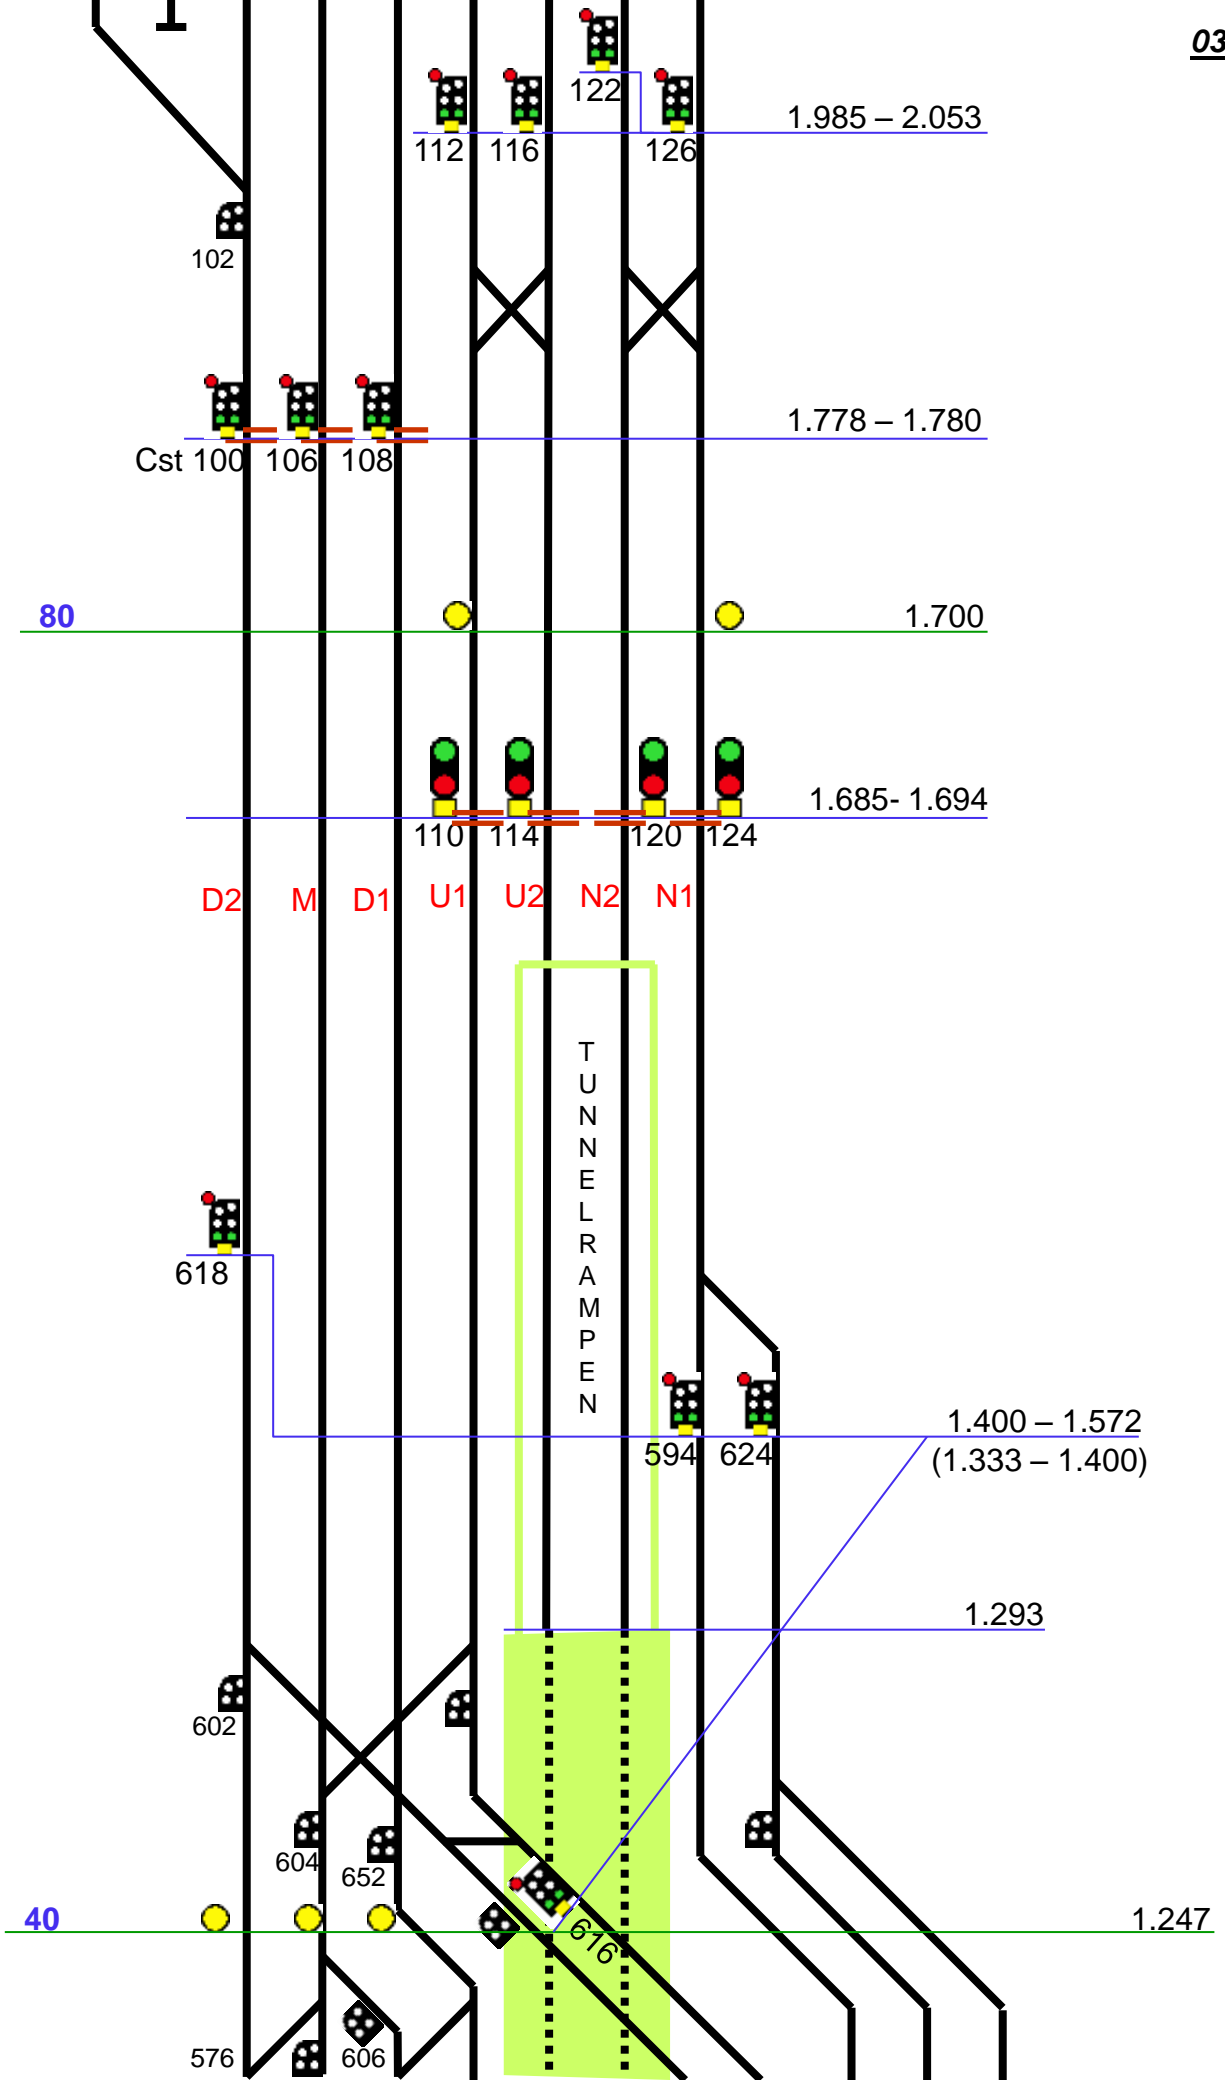 03
122
1.985 – 2.053
112 116 126
102
1.778 – 1.780
Cst 100 106 108
80 1.700
1.685- 1.694
110 114 120 124
D2 M D1 U1 U2 N2 N1
TUNNELRAMPEN
618
1.400 – 1.572
594 624 (1.333 – 1.400)
1.293
602
604 652
40 616 1.247
576 606